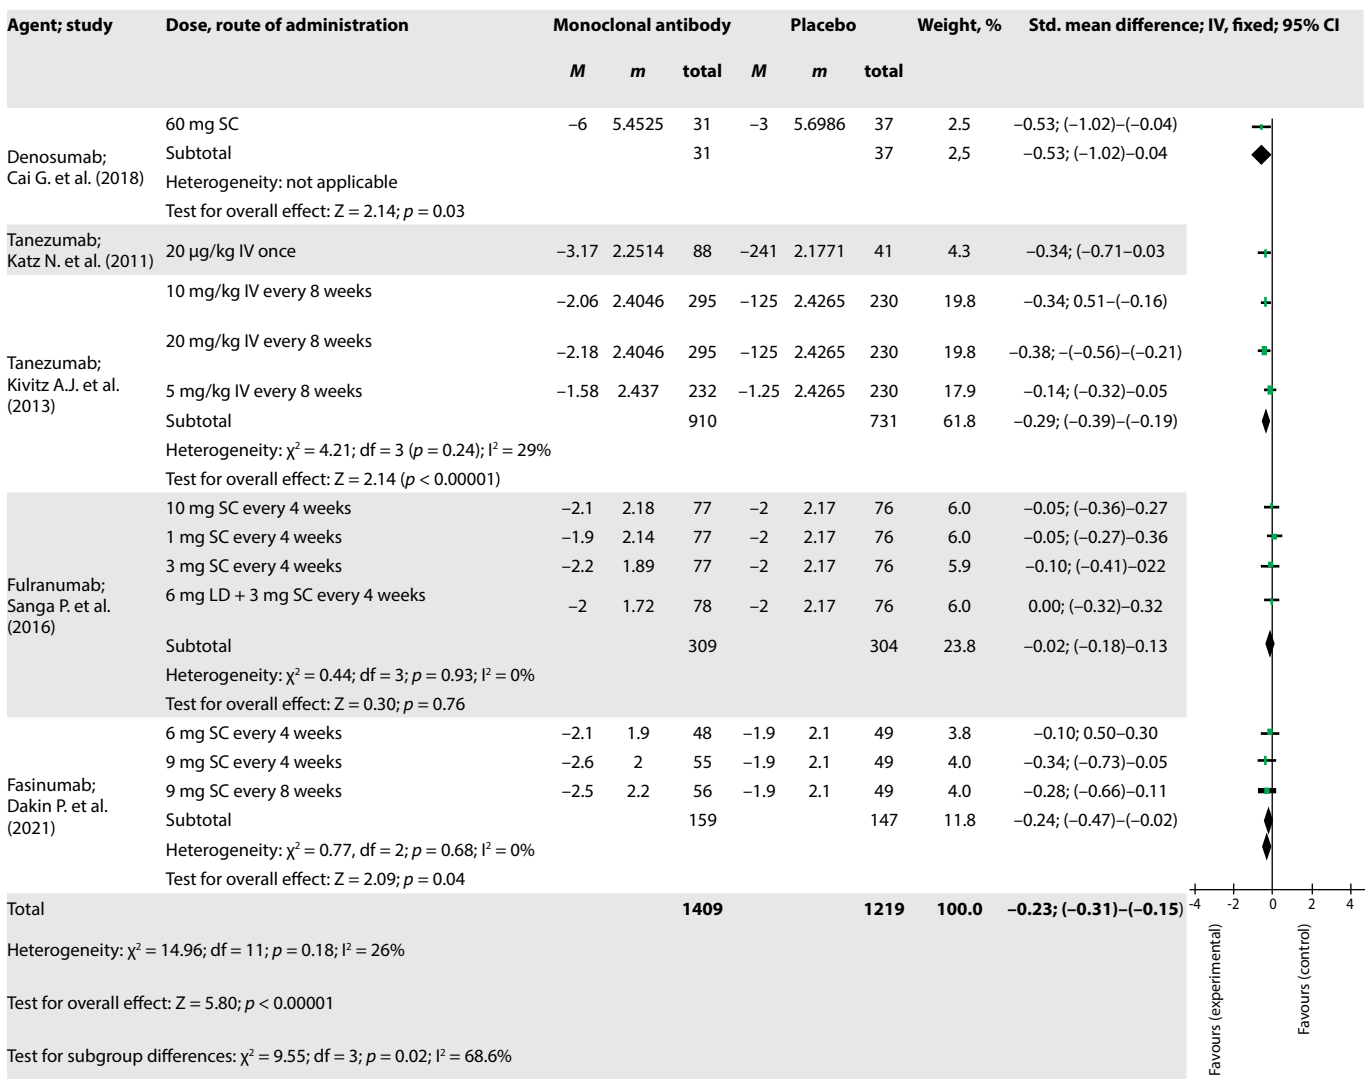 Agent; study Dose, route of administration Monoclonal antibody Placebo Weight, % Std. mean difference; IV, fixed; 95% CI
M m total M m total
Denosumab;
Cai G. et al. (2018)
60 mg SC –6 5.4525 31 –3 5.6986 37 2.5 –0.53; (–1.02)–(–0.04)
Subtotal 31 37 2,5 –0.53; (–1.02)–0.04
Heterogeneity: not applicable
Test for overall effect: Z = 2.14; p = 0.03
Tanezumab;
Katz N. et al. (2011)
20 µg/kg IV once –3.17 2.2514 88 –241 2.1771 41 4.3 –0.34; (–0.71–0.03
Tanezumab;
Kivitz A.J. et al.
(2013)
10 mg/kg IV every 8 weeks –2.06 2.4046 295 –125 2.4265 230 19.8 –0.34; 0.51–(–0.16)
20 mg/kg IV every 8 weeks –2.18 2.4046 295 –125 2.4265 230 19.8 –0.38; –(–0.56)–(–0.21)
5 mg/kg IV every 8 weeks –1.58 2.437 232 –1.25 2.4265 230 17.9 –0.14; (–0.32)–0.05
Subtotal 910 731 61.8 –0.29; (–0.39)–(–0.19)
Heterogeneity: χ² = 4.21; df = 3 (p = 0.24); I² = 29%
Test for overall effect: Z = 2.14 (p < 0.00001)
Fulranumab;
Sanga P. et al.
(2016)
10 mg SC every 4 weeks –2.1 2.18 77 –2 2.17 76 6.0 –0.05; (–0.36)–0.27
1 mg SC every 4 weeks –1.9 2.14 77 –2 2.17 76 6.0 –0.05; (–0.27)–0.36
3 mg SC every 4 weeks –2.2 1.89 77 –2 2.17 76 5.9 –0.10; (–0.41)–022
6 mg LD + 3 mg SC every 4 weeks –2 1.72 78 –2 2.17 76 6.0 0.00; (–0.32)–0.32
Subtotal 309 304 23.8 –0.02; (–0.18)–0.13
Heterogeneity: χ² = 0.44; df = 3; p = 0.93; I² = 0%
Test for overall effect: Z = 0.30; p = 0.76
Fasinumab;
Dakin P. et al.
(2021)
6 mg SC every 4 weeks –2.1 1.9 48 –1.9 2.1 49 3.8 –0.10; 0.50–0.30
9 mg SC every 4 weeks –2.6 2 55 –1.9 2.1 49 4.0 –0.34; (–0.73)–0.05
9 mg SC every 8 weeks –2.5 2.2 56 –1.9 2.1 49 4.0 –0.28; (–0.66)–0.11
Subtotal 159 147 11.8 –0.24; (–0.47)–(–0.02)
Heterogeneity: χ² = 0.77, df = 2; p = 0.68; I² = 0%
Test for overall effect: Z = 2.09; p = 0.04
Total 1409 1219 100.0 –0.23; (–0.31)–(–0.15)
-4 -2 0 2 4
Favours (experimental)
Favours (control)
Heterogeneity: χ² = 14.96; df = 11; p = 0.18; I² = 26%
Test for overall effect: Z = 5.80; p < 0.00001
Test for subgroup differences: χ² = 9.55; df = 3; p = 0.02; I² = 68.6%